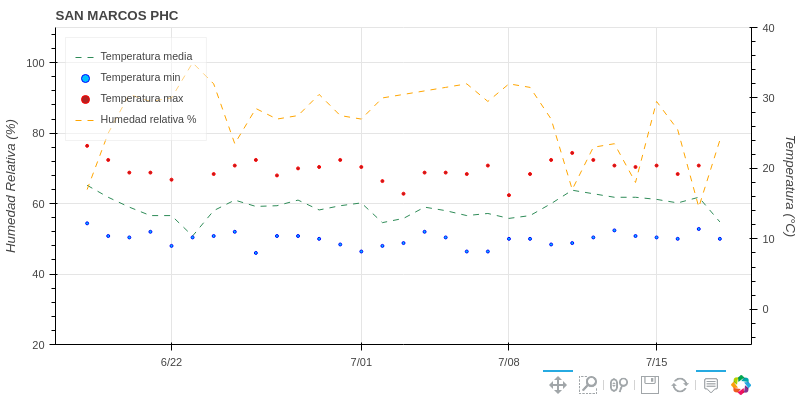 SAN MARCOS PHC
Temperatura media
Temperatura min
Temperatura max
Humedad relativa %
Humedad Relativa (%)
100
80
60
40
20
Temperatura (°C)
40
30
20
10
0
6/22
7/01
7/08
7/15